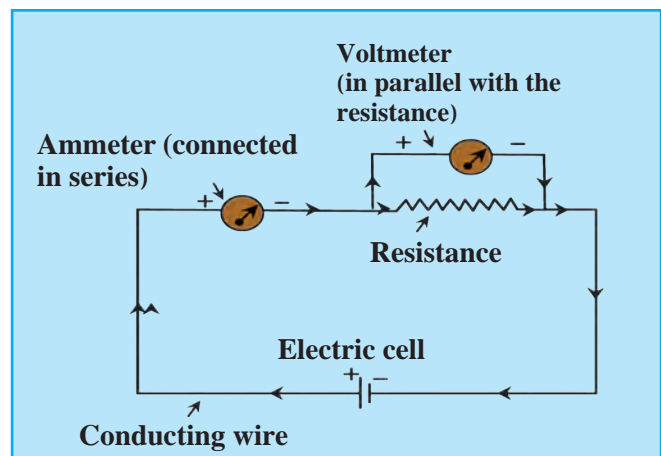 Voltmeter
(in parallel with the
resistance)
+ −
Ammeter (connected
in series)
+ −
Resistance
Electric cell
+ −
Conducting wire